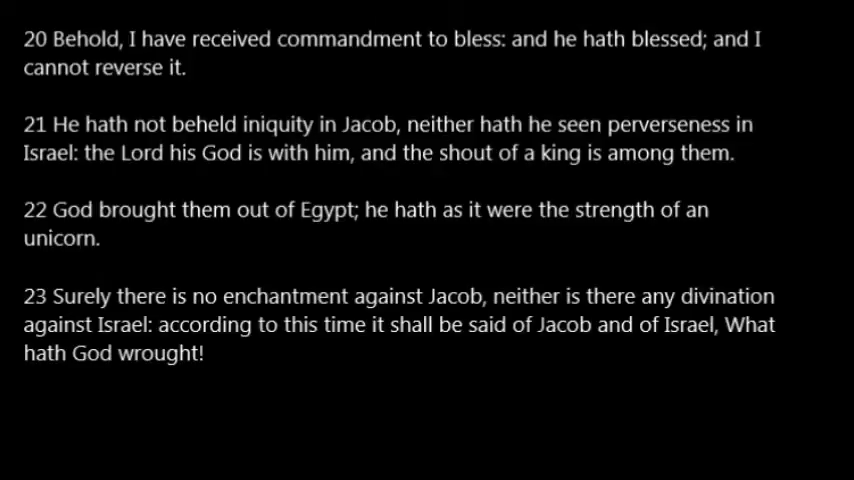 20 Behold, I have received commandment to bless: and he hath blessed; and I
cannot reverse it.
21 He hath not beheld iniquity in Jacob, neither hath he seen perverseness in
Israel: the Lord his God is with him, and the shout of a king is among them.
22 God brought them out of Egypt; he hath as it were the strength of an
unicorn.
23 Surely there is no enchantment against Jacob, neither is there any divination
against Israel: according to this time it shall be said of Jacob and of Israel, What
hath God wrought!